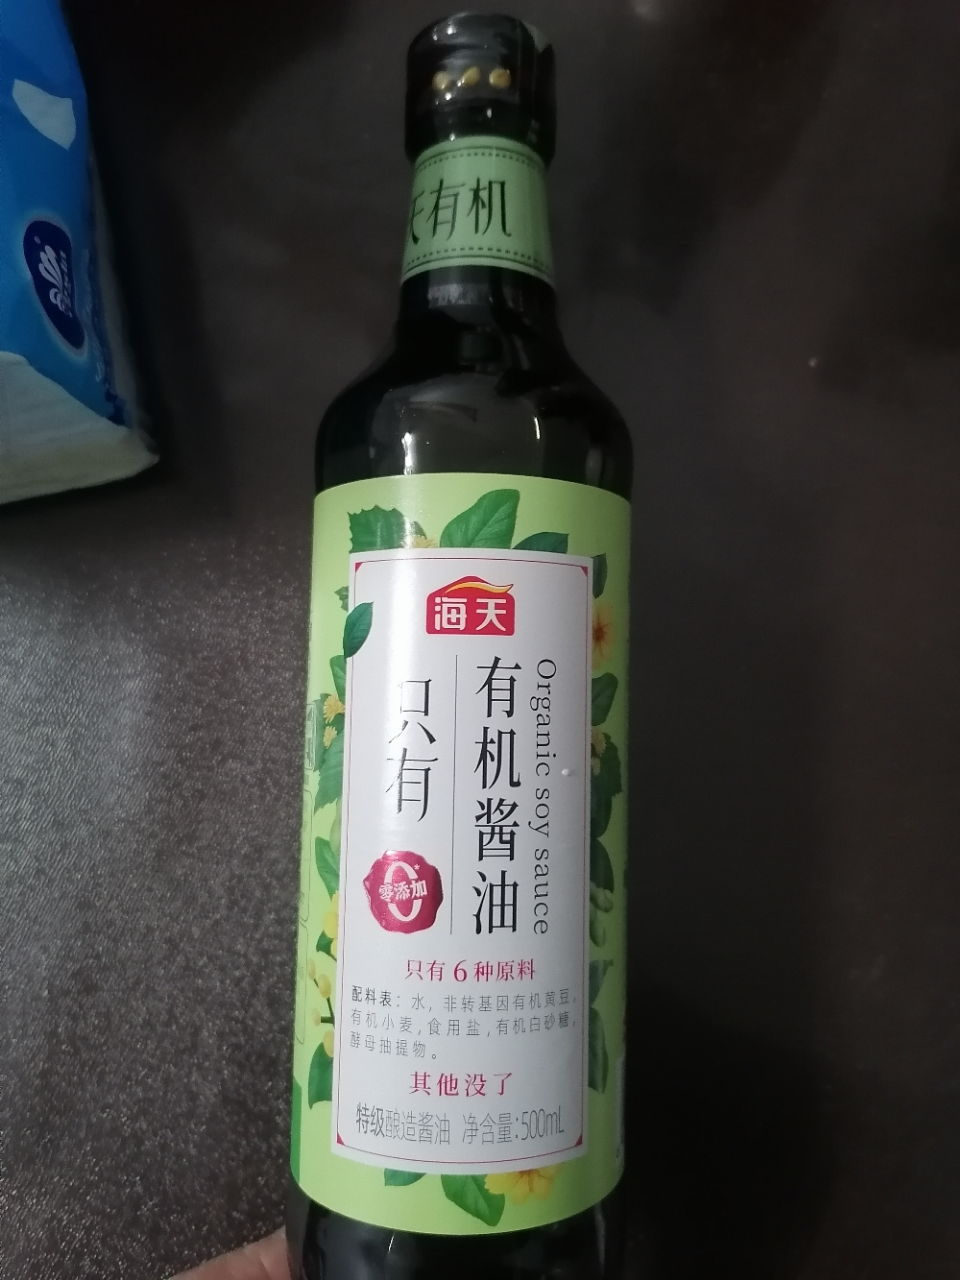 天有机
海天
有机酱油
Organic soy sauce
只有
零添加
只有6种原料
配料表：水，非转基因有机黄豆，
有机小麦，食用盐，有机白砂糖，
酵母抽提物。
其他没了
特级酿造酱油 净含量:500mL